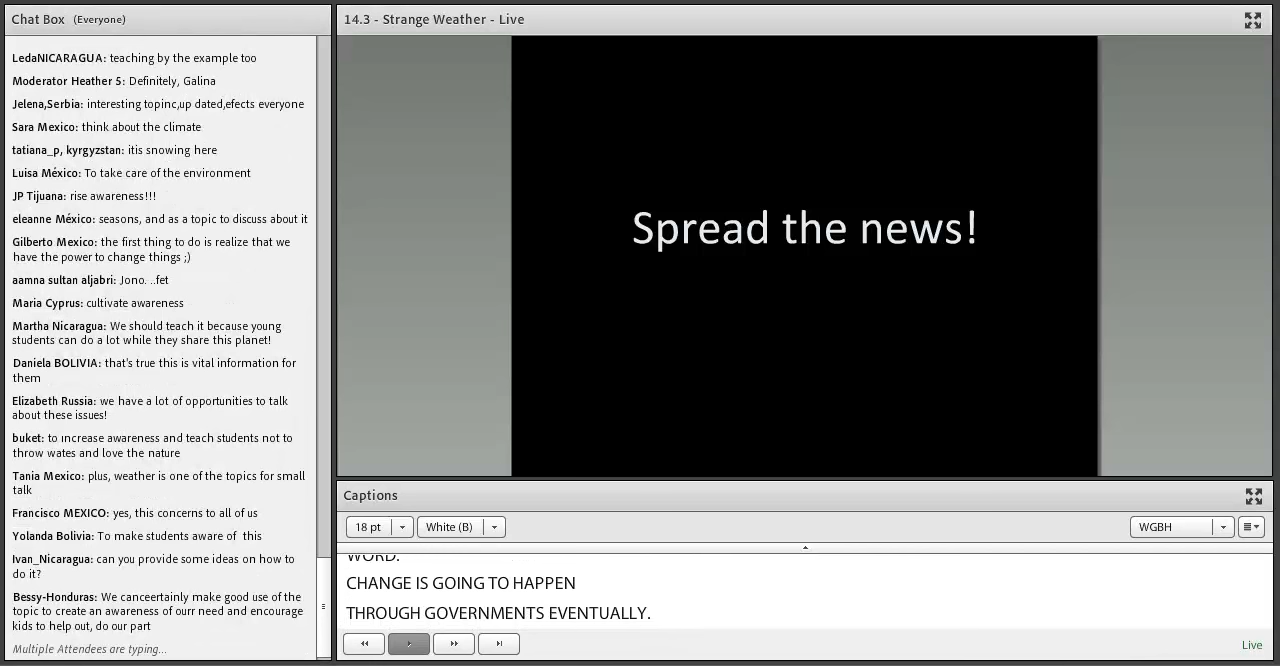 Chat Box (Everyone)
LedaNICARAGUA: teaching by the example too
Moderator Heather 5: Definitely, Galina
Jelena,Serbia: interesting topinc,up dated,efects everyone
Sara Mexico: think about the climate
tatiana_p, kyrgyzstan: itis snowing here
Luisa México: To take care of the environment
JP Tijuana: rise awareness!!!
eleanne México: seasons, and as a topic to discuss about it
Gilberto Mexico: the first thing to do is realize that we
have the power to change things ;)
aamna sultan aljabri: Jono. ..fet
Maria Cyprus: cultivate awareness
Martha Nicaragua: We should teach it because young
students can do a lot while they share this planet!
Daniela BOLIVIA: that's true this is vital information for
them
Elizabeth Russia: we have a lot of opportunities to talk
about these issues!
buket: to ıncrease awareness and teach students not to
throw wates and love the nature
Tania Mexico: plus, weather is one of the topics for small
talk
Francisco MEXICO: yes, this concerns to all of us
Yolanda Bolivia: To make students aware of  this
Ivan_Nicaragua: can you provide some ideas on how to
do it?
Bessy-Honduras: We canceertainly make good use of the
topic to create an awareness of ourr need and encourage
kids to help out, do our part
Multiple Attendees are typing...
14.3 - Strange Weather - Live
Spread the news!
Captions
18 pt
White (B)
WGBH
WORD.
CHANGE IS GOING TO HAPPEN
THROUGH GOVERNMENTS EVENTUALLY.
Live